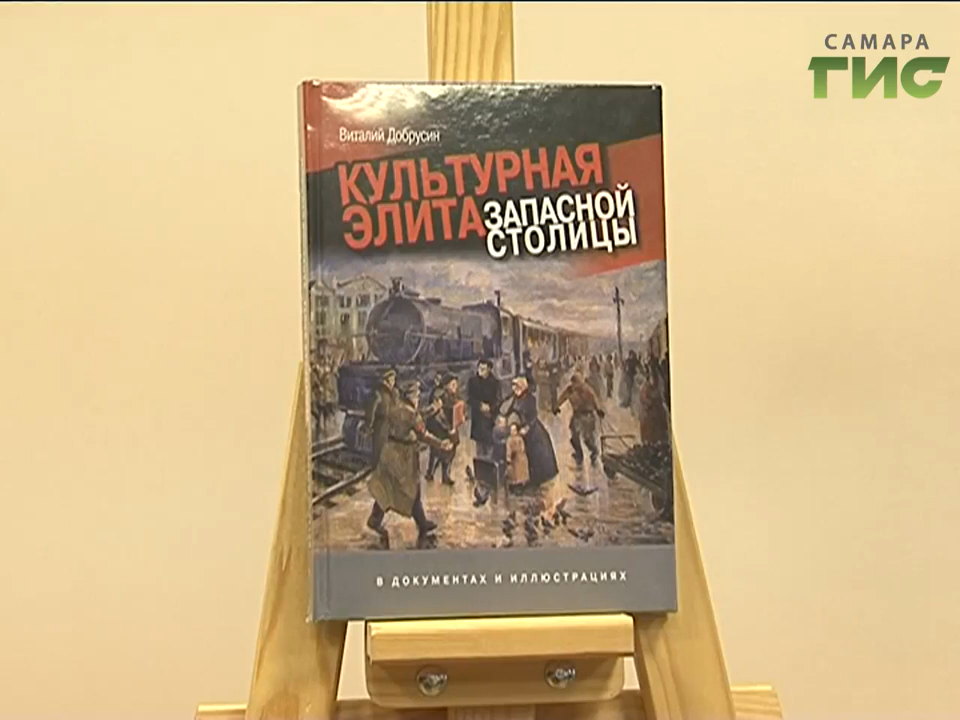 САМАРА
ГИС
Виталий Добрусин
КУЛЬТУРНАЯ
ЭЛИТА ЗАПАСНОЙ
СТОЛИЦЫ
В ДОКУМЕНТАХ И ИЛЛЮСТРАЦИЯХ